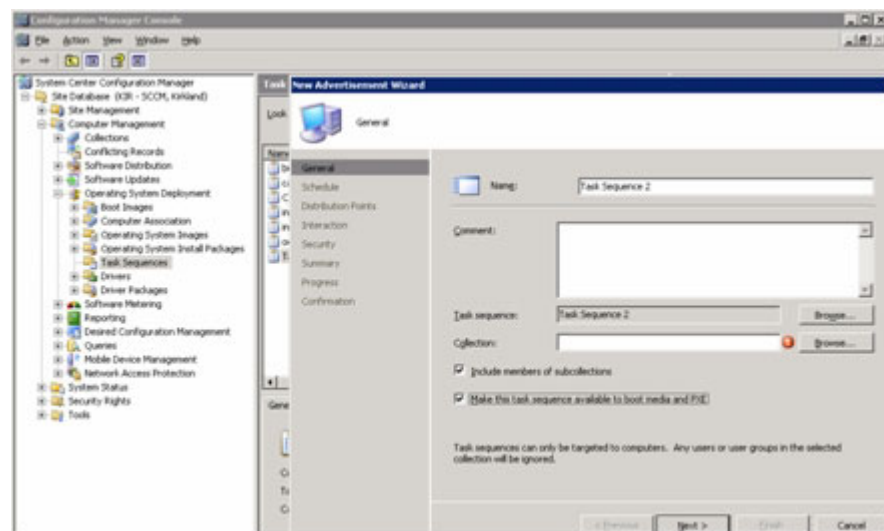 Configuration Manager Console
File Action View Window Help
System Center Configuration Manager
Site Database (KIR - SCCM, Kirkland)
Site Management
Computer Management
Collections
Conflicting Records
Software Distribution
Software Updates
Operating System Deployment
Boot Images
Computer Association
Operating System Images
Operating System Install Packages
Task Sequences
Drivers
Driver Packages
Software Metering
Reporting
Desired Configuration Management
Queries
Mobile Device Management
Network Access Protection
System Status
Security Rights
Tools
Task
Look
Name
Gene
New Advertisement Wizard
General
General
Schedule
Distribution Points
Interaction
Security
Summary
Progress
Confirmation
Name: Task Sequence 2
Comment:
Task sequence: Task Sequence 2 Browse...
Collection: Browse...
Include members of subcollections
Make this task sequence available to boot media and PXE
Task sequences can only be targeted to computers. Any users or user groups in the selected
collection will be ignored.
< Previous Next > Finish Cancel